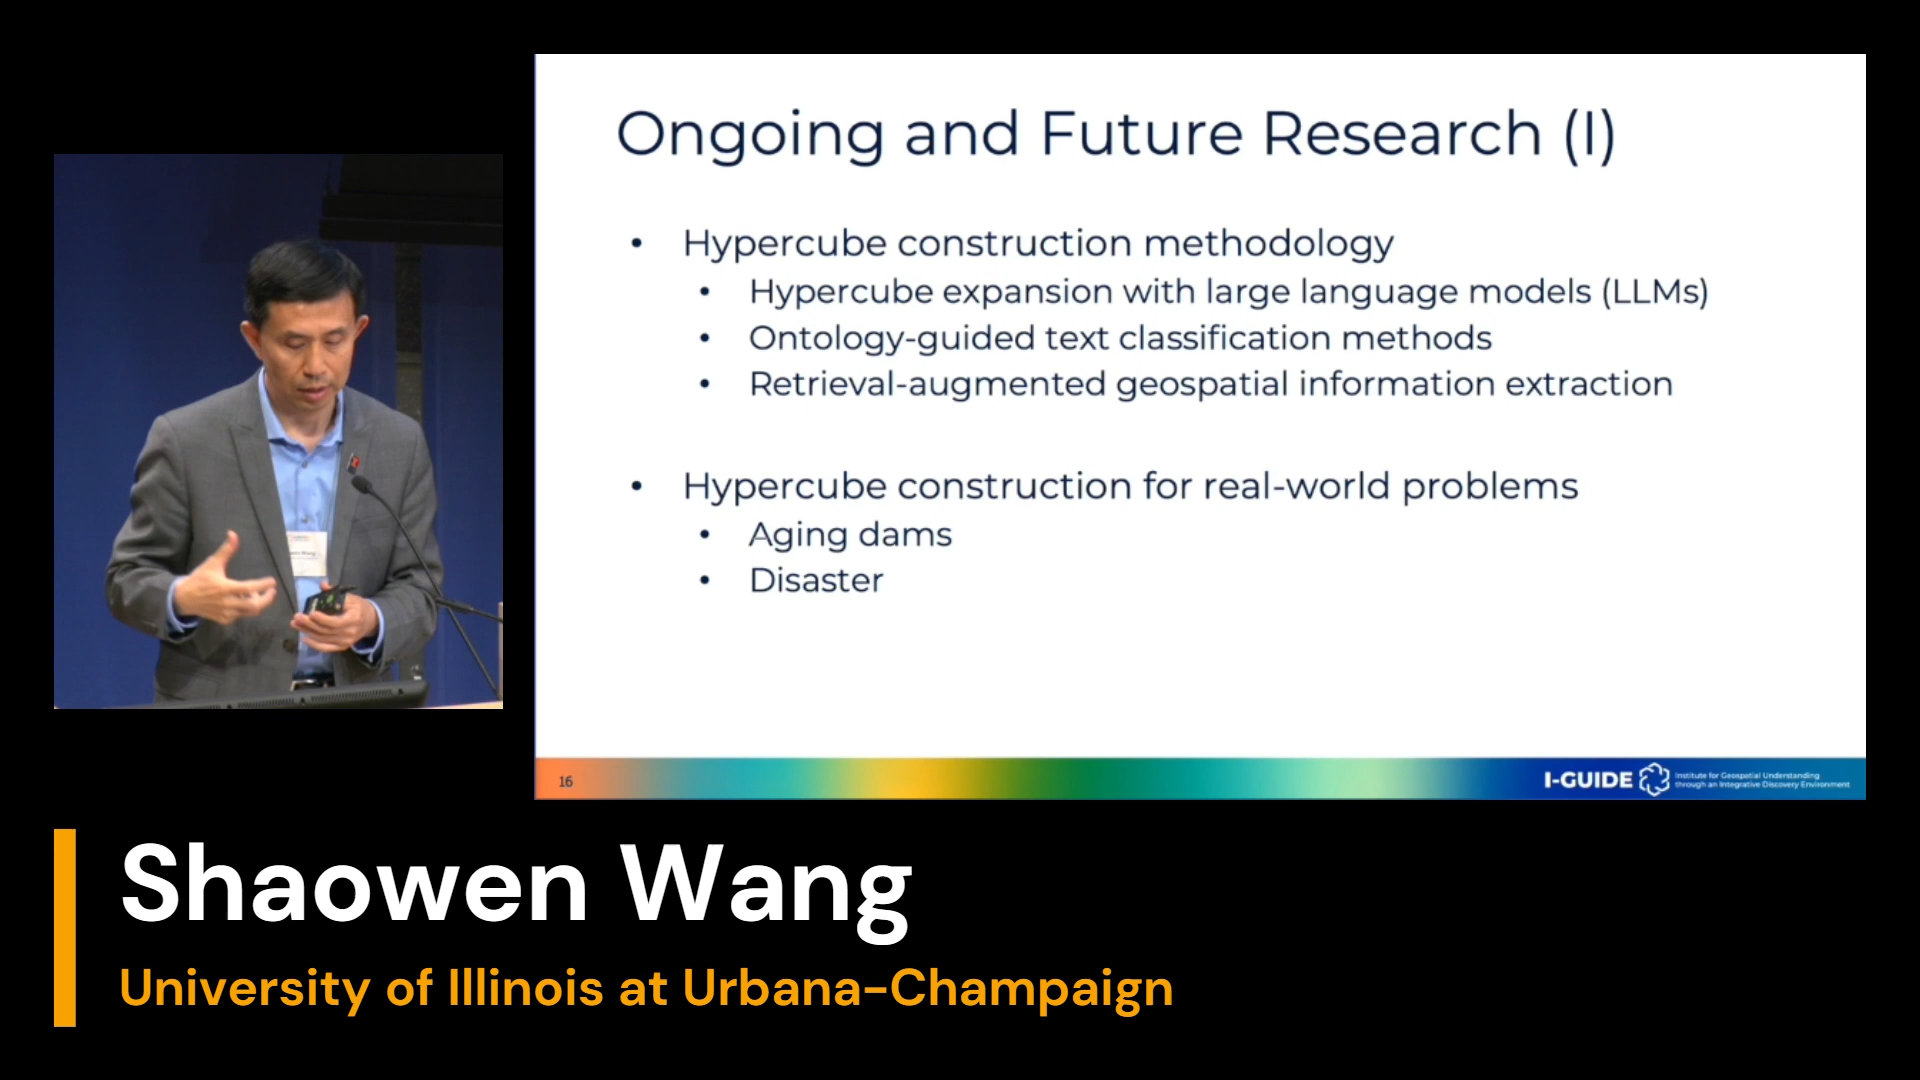 Ongoing and Future Research (I)
• Hypercube construction methodology
• Hypercube expansion with large language models (LLMs)
• Ontology-guided text classification methods
• Retrieval-augmented geospatial information extraction
• Hypercube construction for real-world problems
• Aging dams
• Disaster
16
I-GUIDE
Institute for Geospatial Understanding
through an Integrative Discovery Environment
Shaowen Wang
University of Illinois at Urbana-Champaign